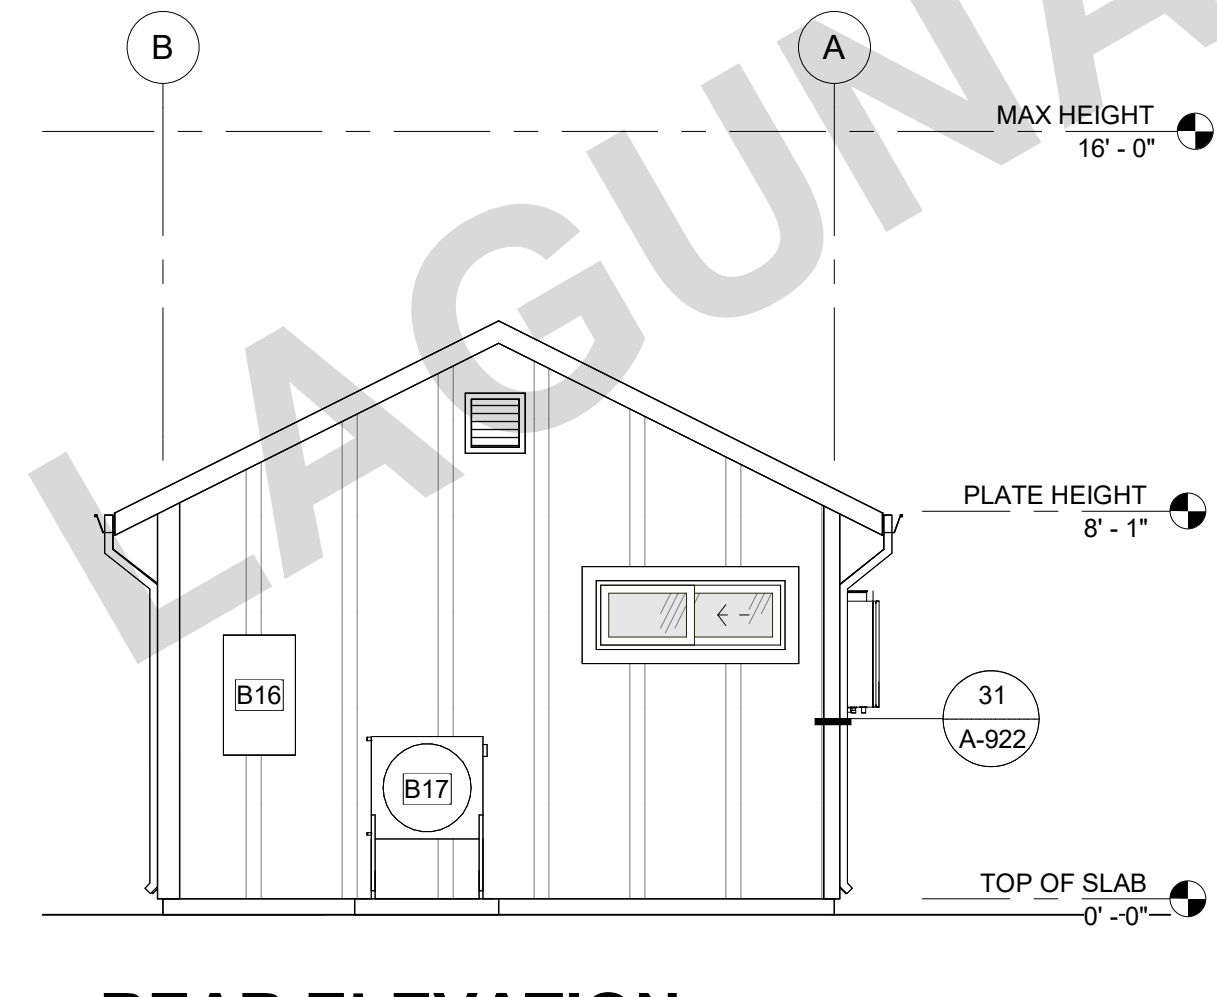 B
A
LAGUNA
MAX HEIGHT
16' - 0"
PLATE HEIGHT
8' - 1"
B16
31
A-922
B17
TOP OF SLAB
0' - 0"
REAR ELEVATION